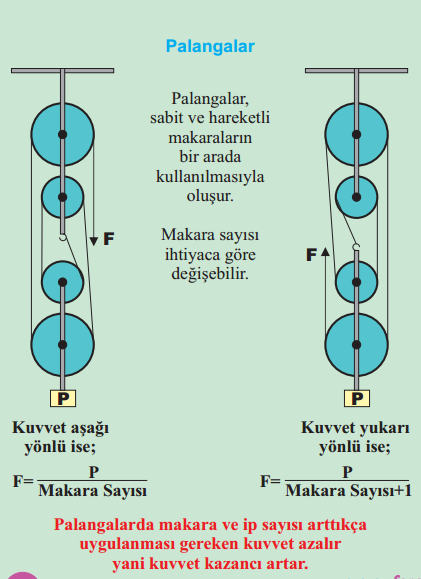 Palangalar
Palangalar,
sabit ve hareketli
makaraların
bir arada
kullanılmasıyla
oluşur.
Makara sayısı
ihtiyaca göre
değişebilir.
F
F
P
P
Kuvvet aşağı
yönlü ise;
F= P
Makara Sayısı
Kuvvet yukarı
yönlü ise;
F= P
Makara Sayısı+1
Palangalarda makara ve ip sayısı arttıkça
uygulanması gereken kuvvet azalır
yani kuvvet kazancı artar.